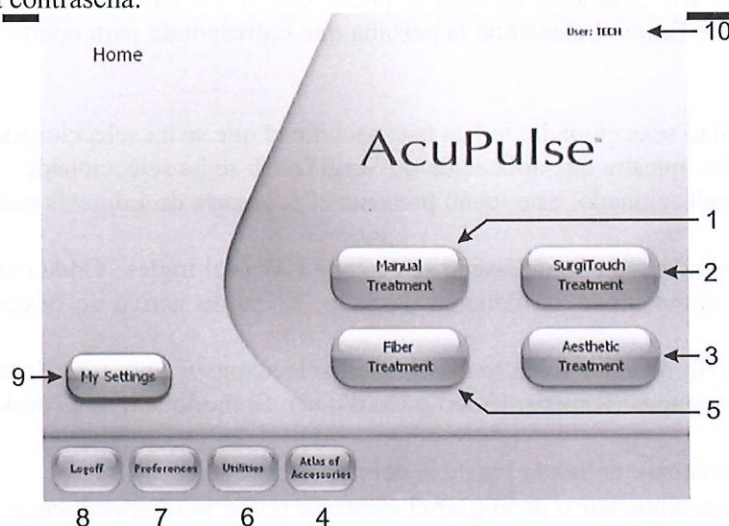 contraseña.
User: TECH
10
Home
AcuPulse™
1
Manual
Treatment
SurgiTouch
Treatment
2
Fiber
Treatment
Aesthetic
Treatment
3
9
My Settings
5
Logoff
Preferences
Utilities
Atlas of
Accessories
8
7
6
4